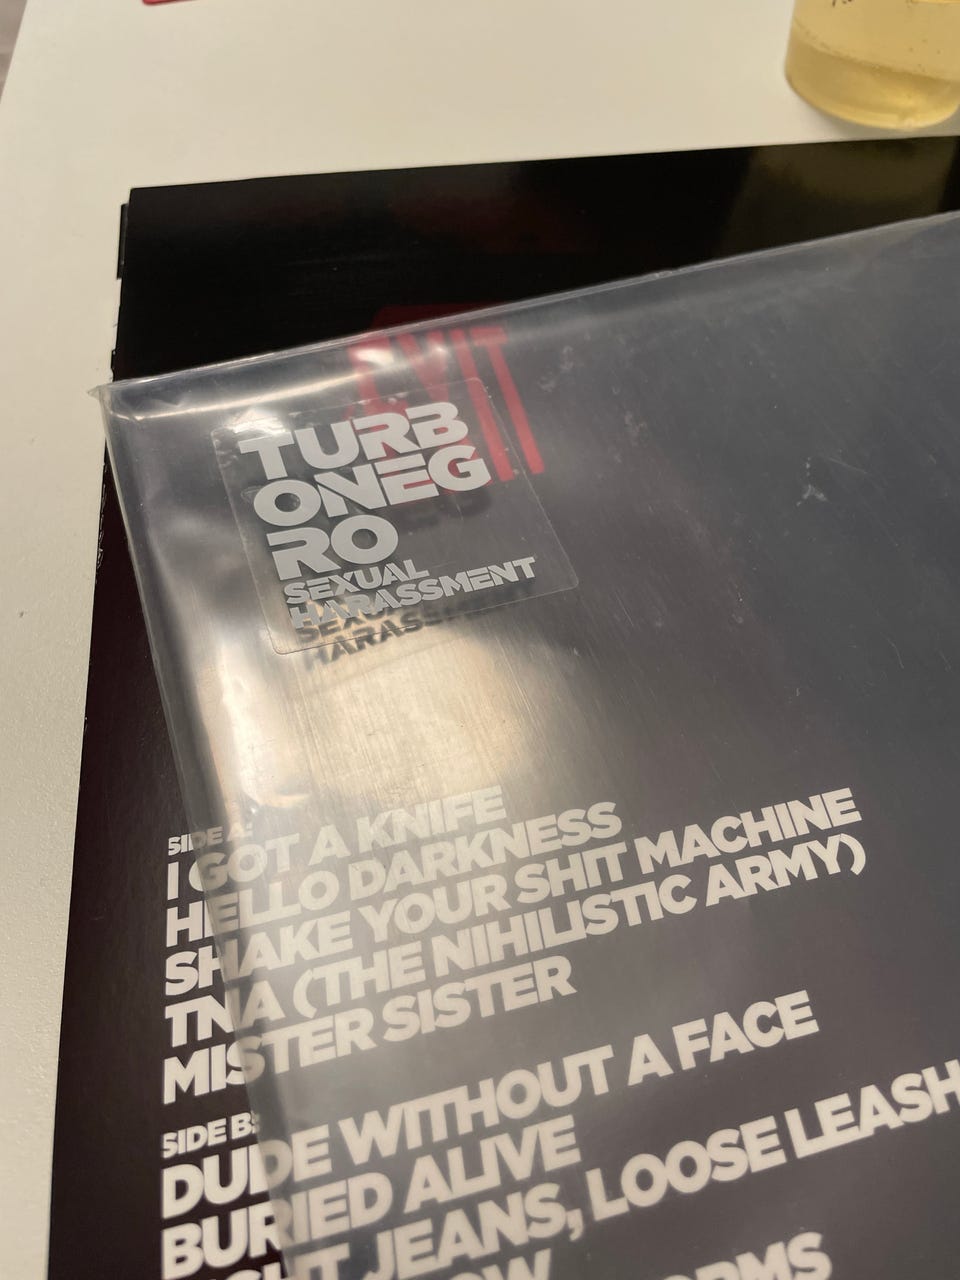 EXIT
TURB
ONEG
RO
SEXUAL
HARASSMENT
SIDE A:
I GOT A KNIFE
HELLO DARKNESS
SHAKE YOUR SHIT MACHINE
TNA (THE NIHILISTIC ARMY)
MISTER SISTER
SIDE B:
DUDE WITHOUT A FACE
BURIED ALIVE
JEANS, LOOSE LEASH